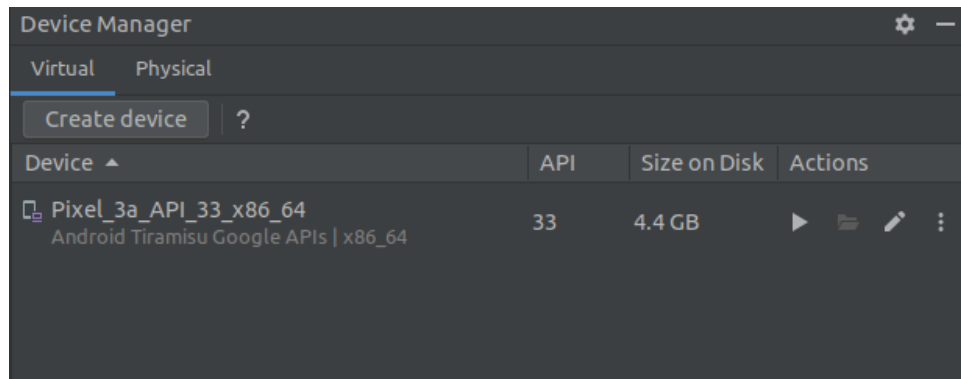 Device Manager
Virtual Physical
Create device ?
Device API Size on Disk Actions
Pixel_3a_API_33_x86_64
Android Tiramisu Google APIs | x86_64
33 4.4 GB